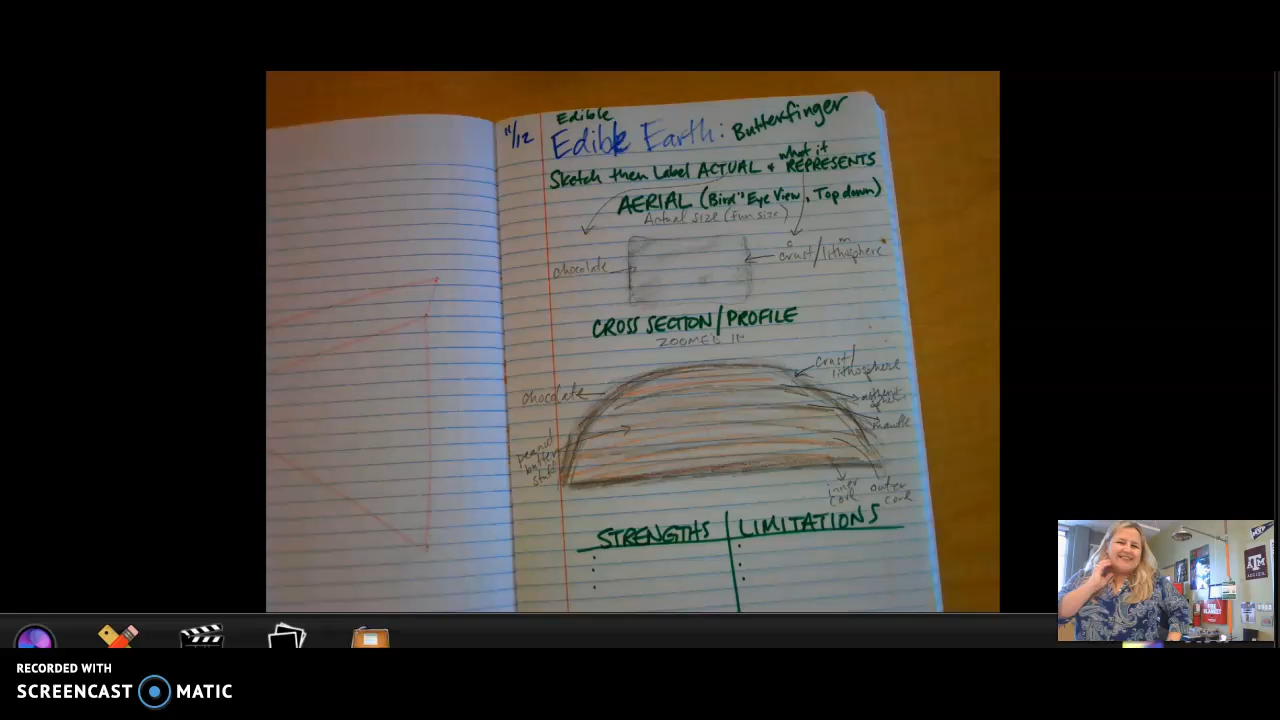 Edible
11/12
Edible Earth: Butterfinger
Sketch then Label ACTUAL + what it REPRESENTS
AERIAL (Bird's Eye View, Top down)
Actual size (fun size)
chocolate
crust/lithosphere
CROSS SECTION/PROFILE
ZOOMED IN
crust/
lithosphere
chocolate
mantle
peanut
butter
stuff
inner
core
outer
core
STRENGTHS
LIMITATIONS
ATM
RECORDED WITH
SCREENCAST MATIC